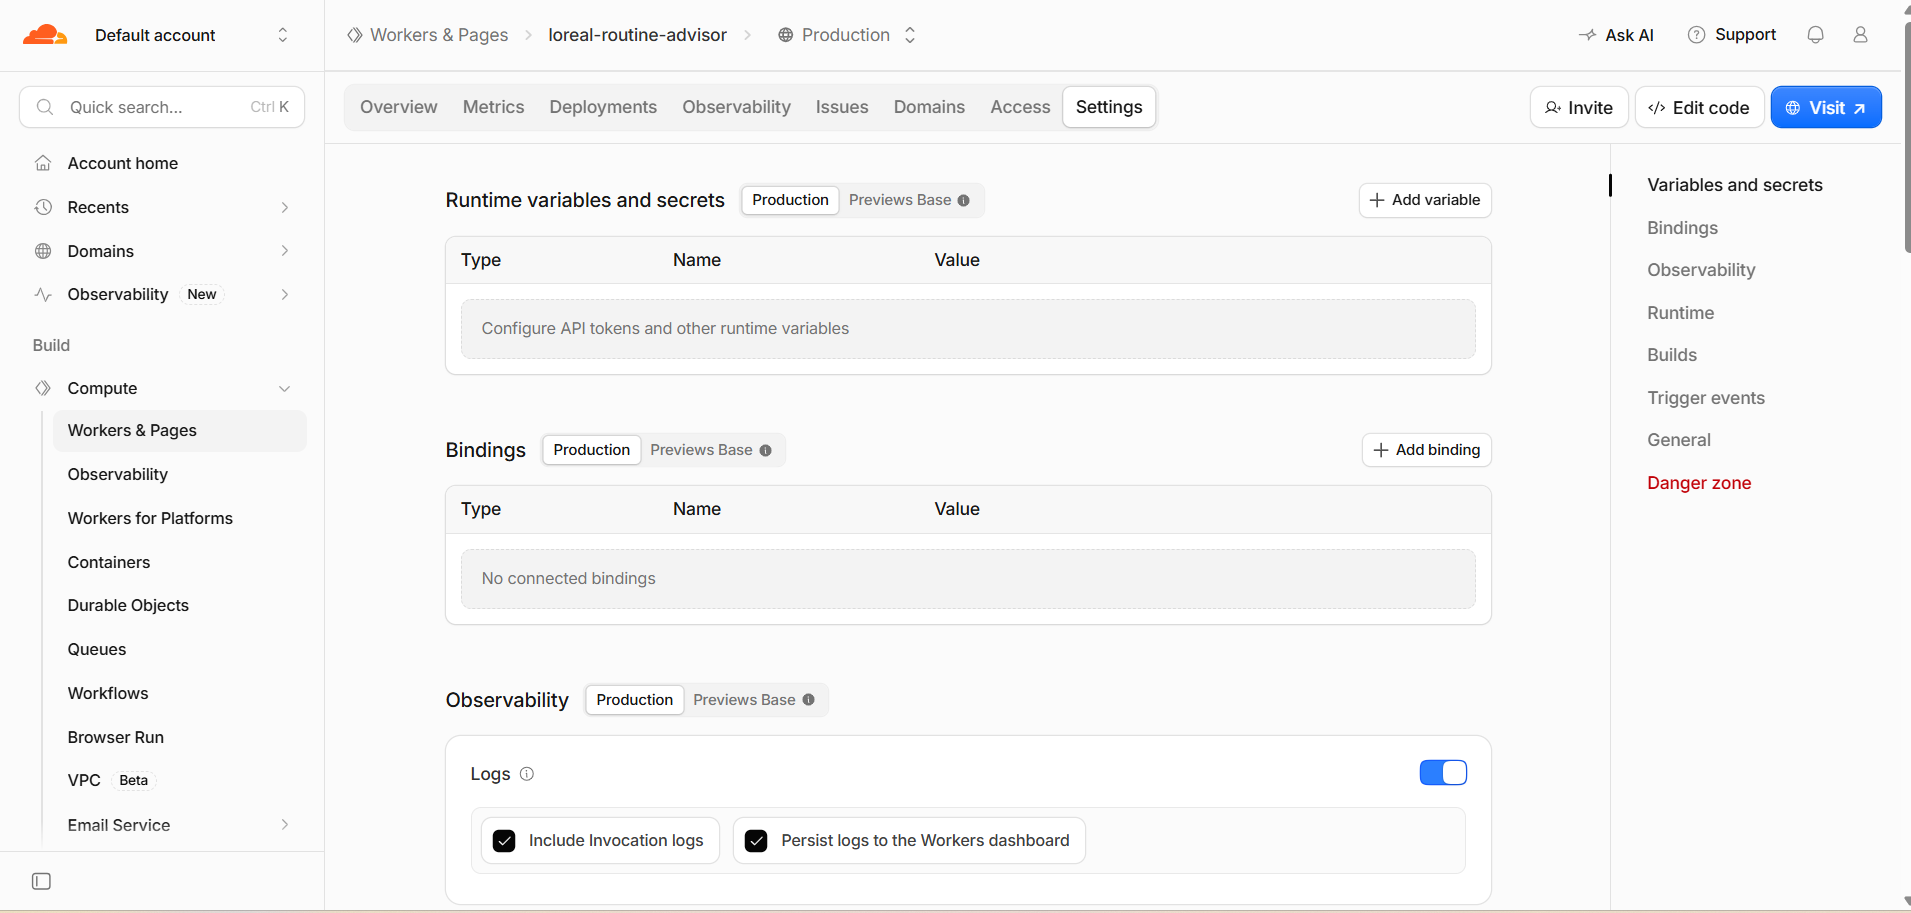 Default account
Workers & Pages
loreal-routine-advisor
Production
Ask AI
Support
Quick search...
Ctrl K
Overview
Metrics
Deployments
Observability
Issues
Domains
Access
Settings
Invite
Edit code
Visit
Account home
Recents
Domains
Observability New
Build
Compute
Workers & Pages
Observability
Workers for Platforms
Containers
Durable Objects
Queues
Workflows
Browser Run
VPC Beta
Email Service
Runtime variables and secrets
Production
Previews Base
Add variable
Type
Name
Value
Configure API tokens and other runtime variables
Bindings
Production
Previews Base
Add binding
Type
Name
Value
No connected bindings
Observability
Production
Previews Base
Logs
Include Invocation logs
Persist logs to the Workers dashboard
Variables and secrets
Bindings
Observability
Runtime
Builds
Trigger events
General
Danger zone